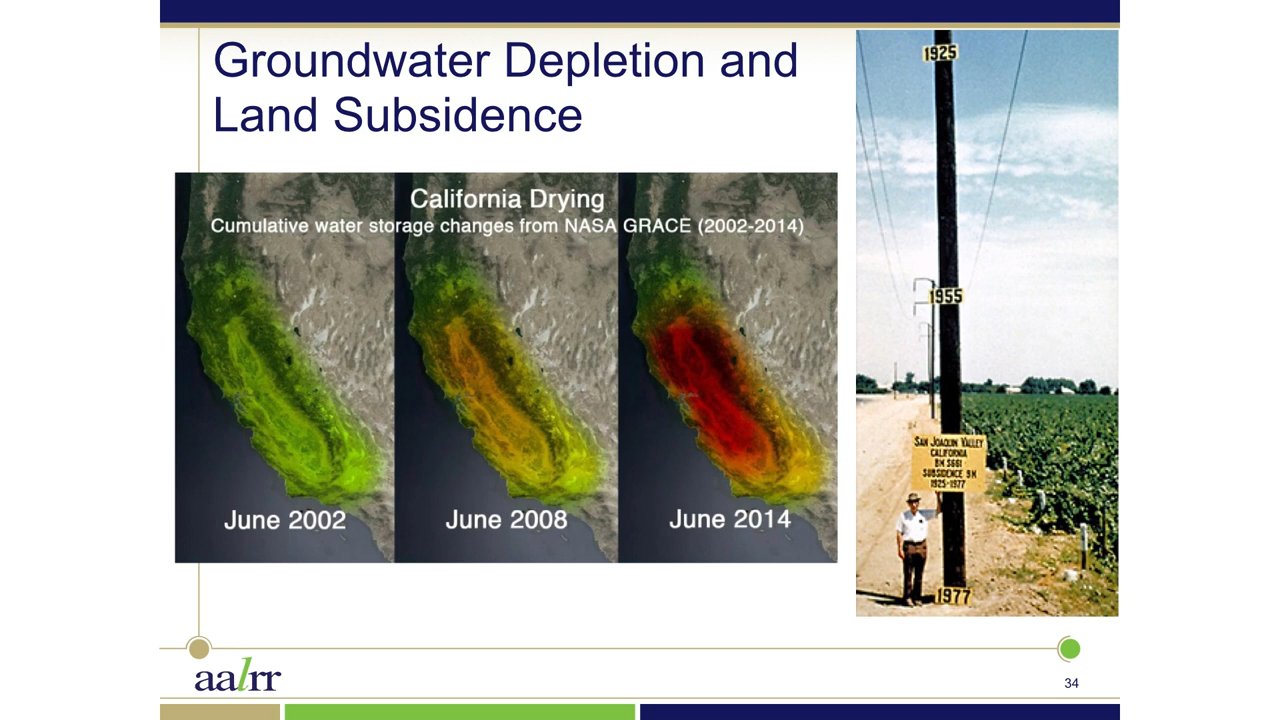 Groundwater Depletion and
Land Subsidence
California Drying
Cumulative water storage changes from NASA GRACE (2002-2014)
June 2002
June 2008
June 2014
1925
1955
SAN JOAQUIN VALLEY
CALIFORNIA
BM S661
SUBSIDENCE 9M
1925-1977
1977
aalrr
34